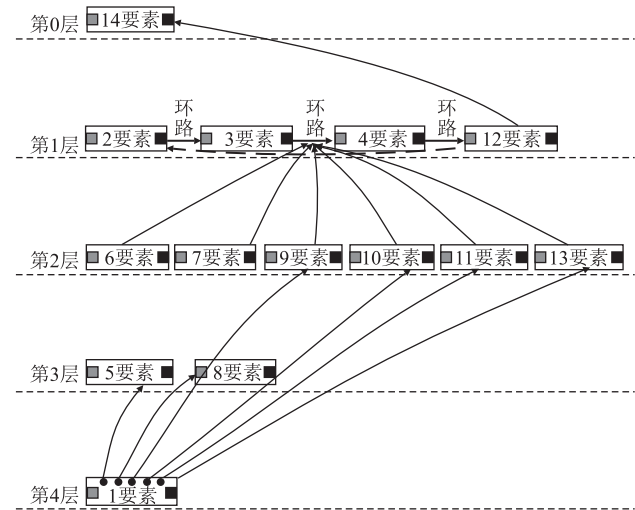 第0层 14要素
环路 环路 环路
第1层 2要素 3要素 4要素 12要素
第2层 6要素 7要素 9要素 10要素 11要素 13要素
第3层 5要素 8要素
第4层 1要素